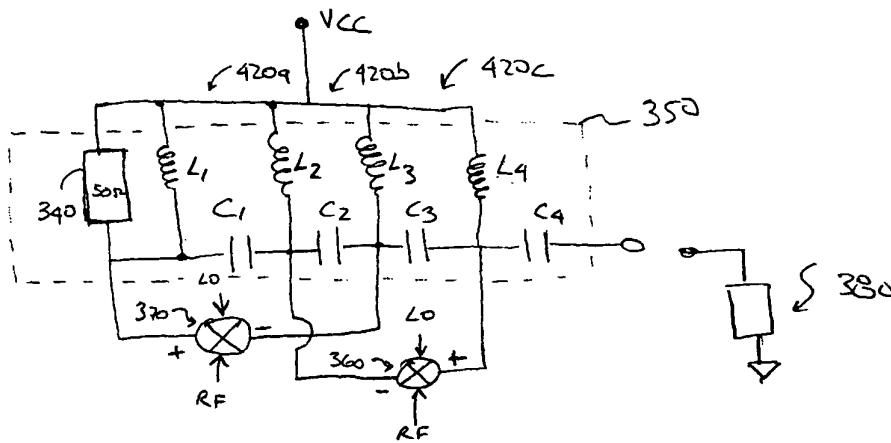 VCC
420a 420b 420c
350
L1 L2 L3 L4
50Ω
340
C1 C2 C3 C4
LO
370 + -
LO
360 - +
RF
RF
380